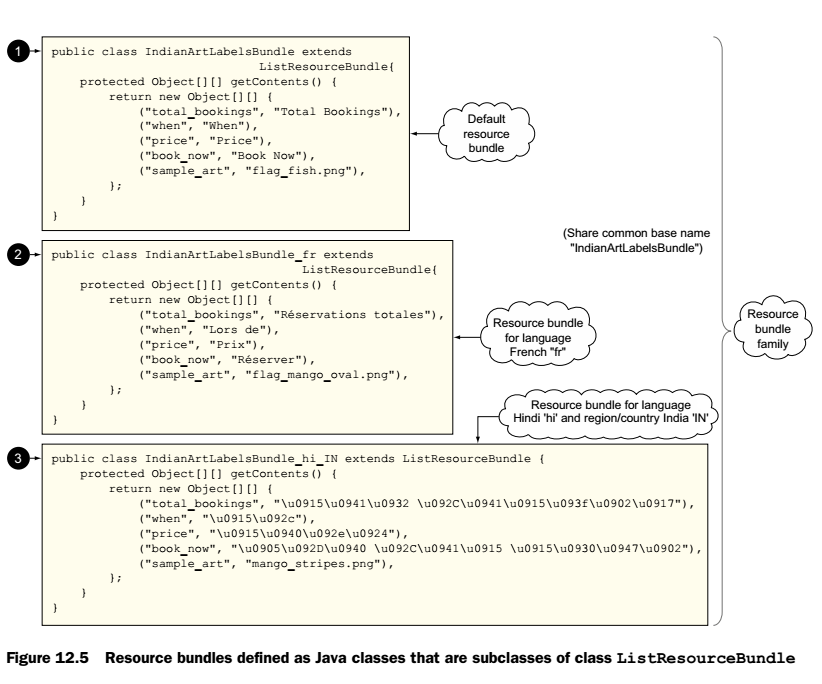 1
public class IndianArtLabelsBundle extends
ListResourceBundle{
protected Object[][] getContents() {
return new Object[][] {
("total_bookings", "Total Bookings"),
("when", "When"),
("price", "Price"),
("book_now", "Book Now"),
("sample_art", "flag_fish.png"),
};
}
}
Default
resource
bundle
(Share common base name
"IndianArtLabelsBundle")
2
public class IndianArtLabelsBundle_fr extends
ListResourceBundle{
protected Object[][] getContents() {
return new Object[][] {
("total_bookings", "Réservations totales"),
("when", "Lors de"),
("price", "Prix"),
("book_now", "Réserver"),
("sample_art", "flag_mango_oval.png"),
};
}
}
Resource bundle
for language
French "fr"
Resource
bundle
family
Resource bundle for language
Hindi 'hi' and region/country India 'IN'
3
public class IndianArtLabelsBundle_hi_IN extends ListResourceBundle {
protected Object[][] getContents() {
return new Object[][] {
("total_bookings", "\u0915\u0941\u0932 \u092C\u0941\u0915\u093f\u0902\u0917"),
("when", "\u0915\u092c"),
("price", "\u0915\u0940\u092e\u0924"),
("book_now", "\u0905\u092D\u0940 \u092C\u0941\u0915 \u0915\u0930\u0947\u0902"),
("sample_art", "mango_stripes.png"),
};
}
}
Figure 12.5 Resource bundles defined as Java classes that are subclasses of class ListResourceBundle